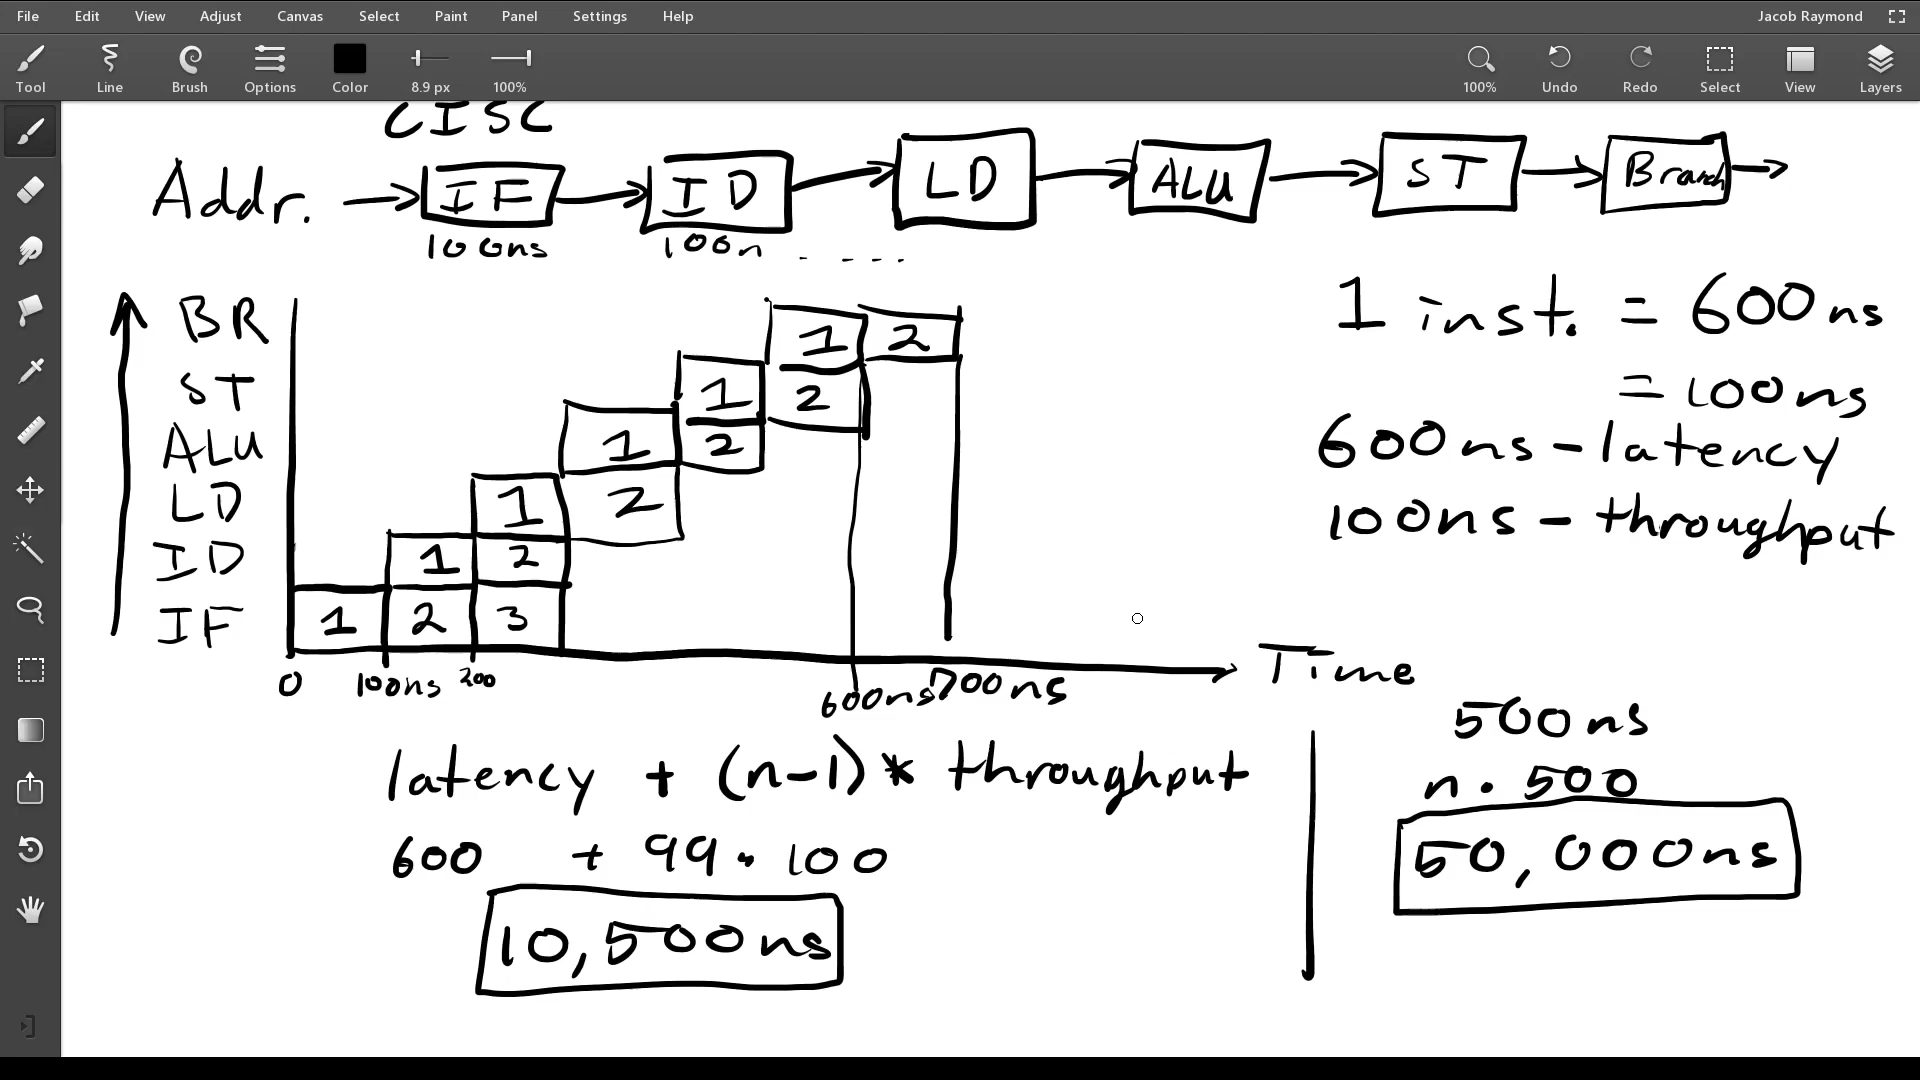 File Edit View Adjust Canvas Select Paint Panel Settings Help Jacob Raymond
Tool Line Brush Options Color 8.9 px 100% 100% Undo Redo Select View Layers
CISC
Addr. IF ID LD ALU ST Branch
100ns 100n
BR 1 2
ST 1 2
ALU 1 2
LD 1 2
ID 1 2
IF 1 2 3
0 100ns 200 600ns 700ns
Time
1 inst. = 600ns
= 100ns
600ns - latency
100ns - throughput
latency + (n-1) * throughput
600 + 99 • 100
10,500ns
500ns
n • 500
50,000ns